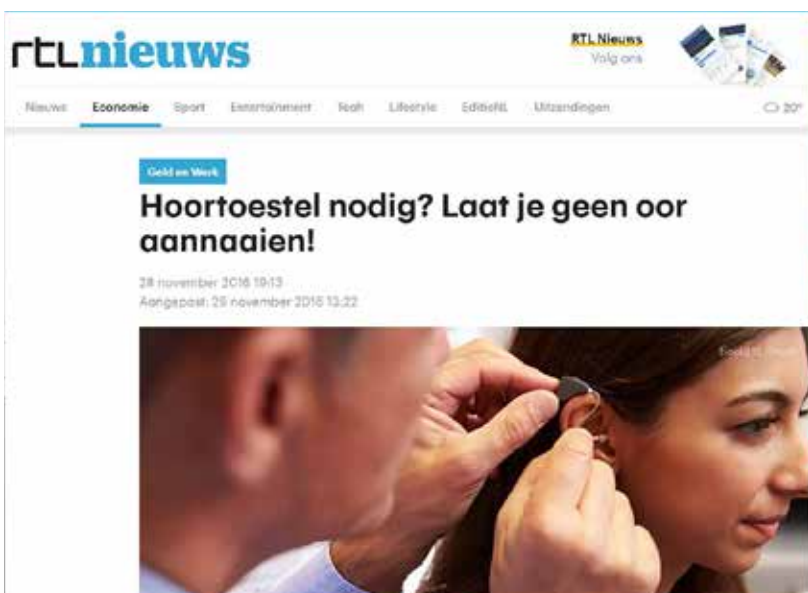 rtlnieuws
RTL Nieuws
Volg ons
Nieuws Economie Sport Entertainment Tech Lifestyle EditieNL Uitzendingen 20°
Geld en Werk
Hoortoestel nodig? Laat je geen oor
aannaaien!
28 november 2016 19:13
Aangepast: 29 november 2016 13:22